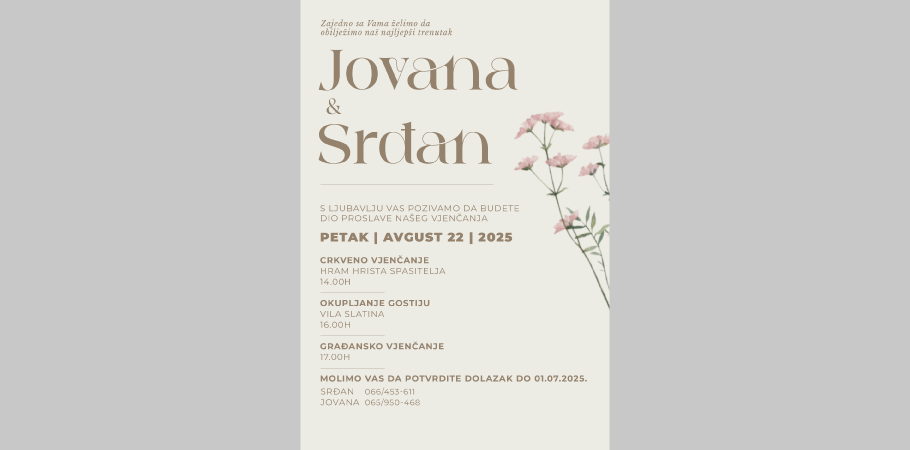 Zajedno sa Vama želimo da
obilježimo naš najljepši trenutak
Jovana
&
Srđan
S LJUBAVLJU VAS POZIVAMO DA BUDETE
DIO PROSLAVE NAŠEG VJENČANJA
PETAK | AVGUST 22 | 2025
CRKVENO VJENČANJE
HRAM HRISTA SPASITELJA
14.00H
OKUPLJANJE GOSTIJU
VILA SLATINA
16.00H
GRAĐANSKO VJENČANJE
17.00H
MOLIMO VAS DA POTVRDITE DOLAZAK DO 01.07.2025.
SRĐAN 066/453-611
JOVANA 065/950-468